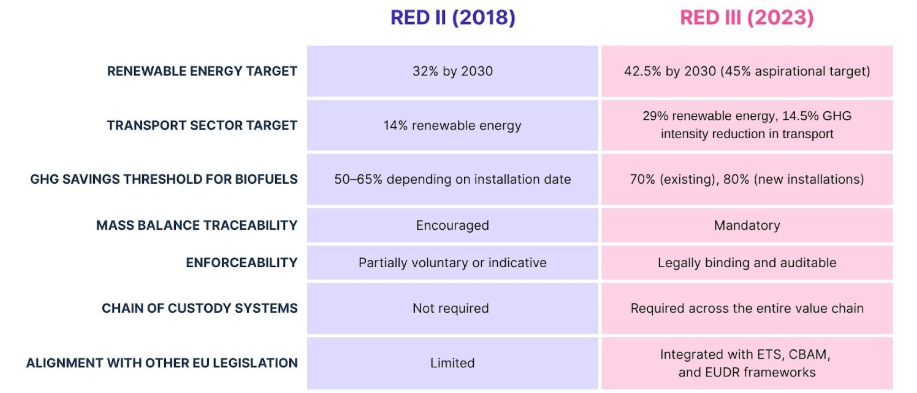 RED II (2018)
RED III (2023)
RENEWABLE ENERGY TARGET
32% by 2030
42.5% by 2030 (45% aspirational target)
TRANSPORT SECTOR TARGET
14% renewable energy
29% renewable energy, 14.5% GHG
intensity reduction in transport
GHG SAVINGS THRESHOLD FOR BIOFUELS
50–65% depending on installation date
70% (existing), 80% (new installations)
MASS BALANCE TRACEABILITY
Encouraged
Mandatory
ENFORCEABILITY
Partially voluntary or indicative
Legally binding and auditable
CHAIN OF CUSTODY SYSTEMS
Not required
Required across the entire value chain
ALIGNMENT WITH OTHER EU LEGISLATION
Limited
Integrated with ETS, CBAM,
and EUDR frameworks